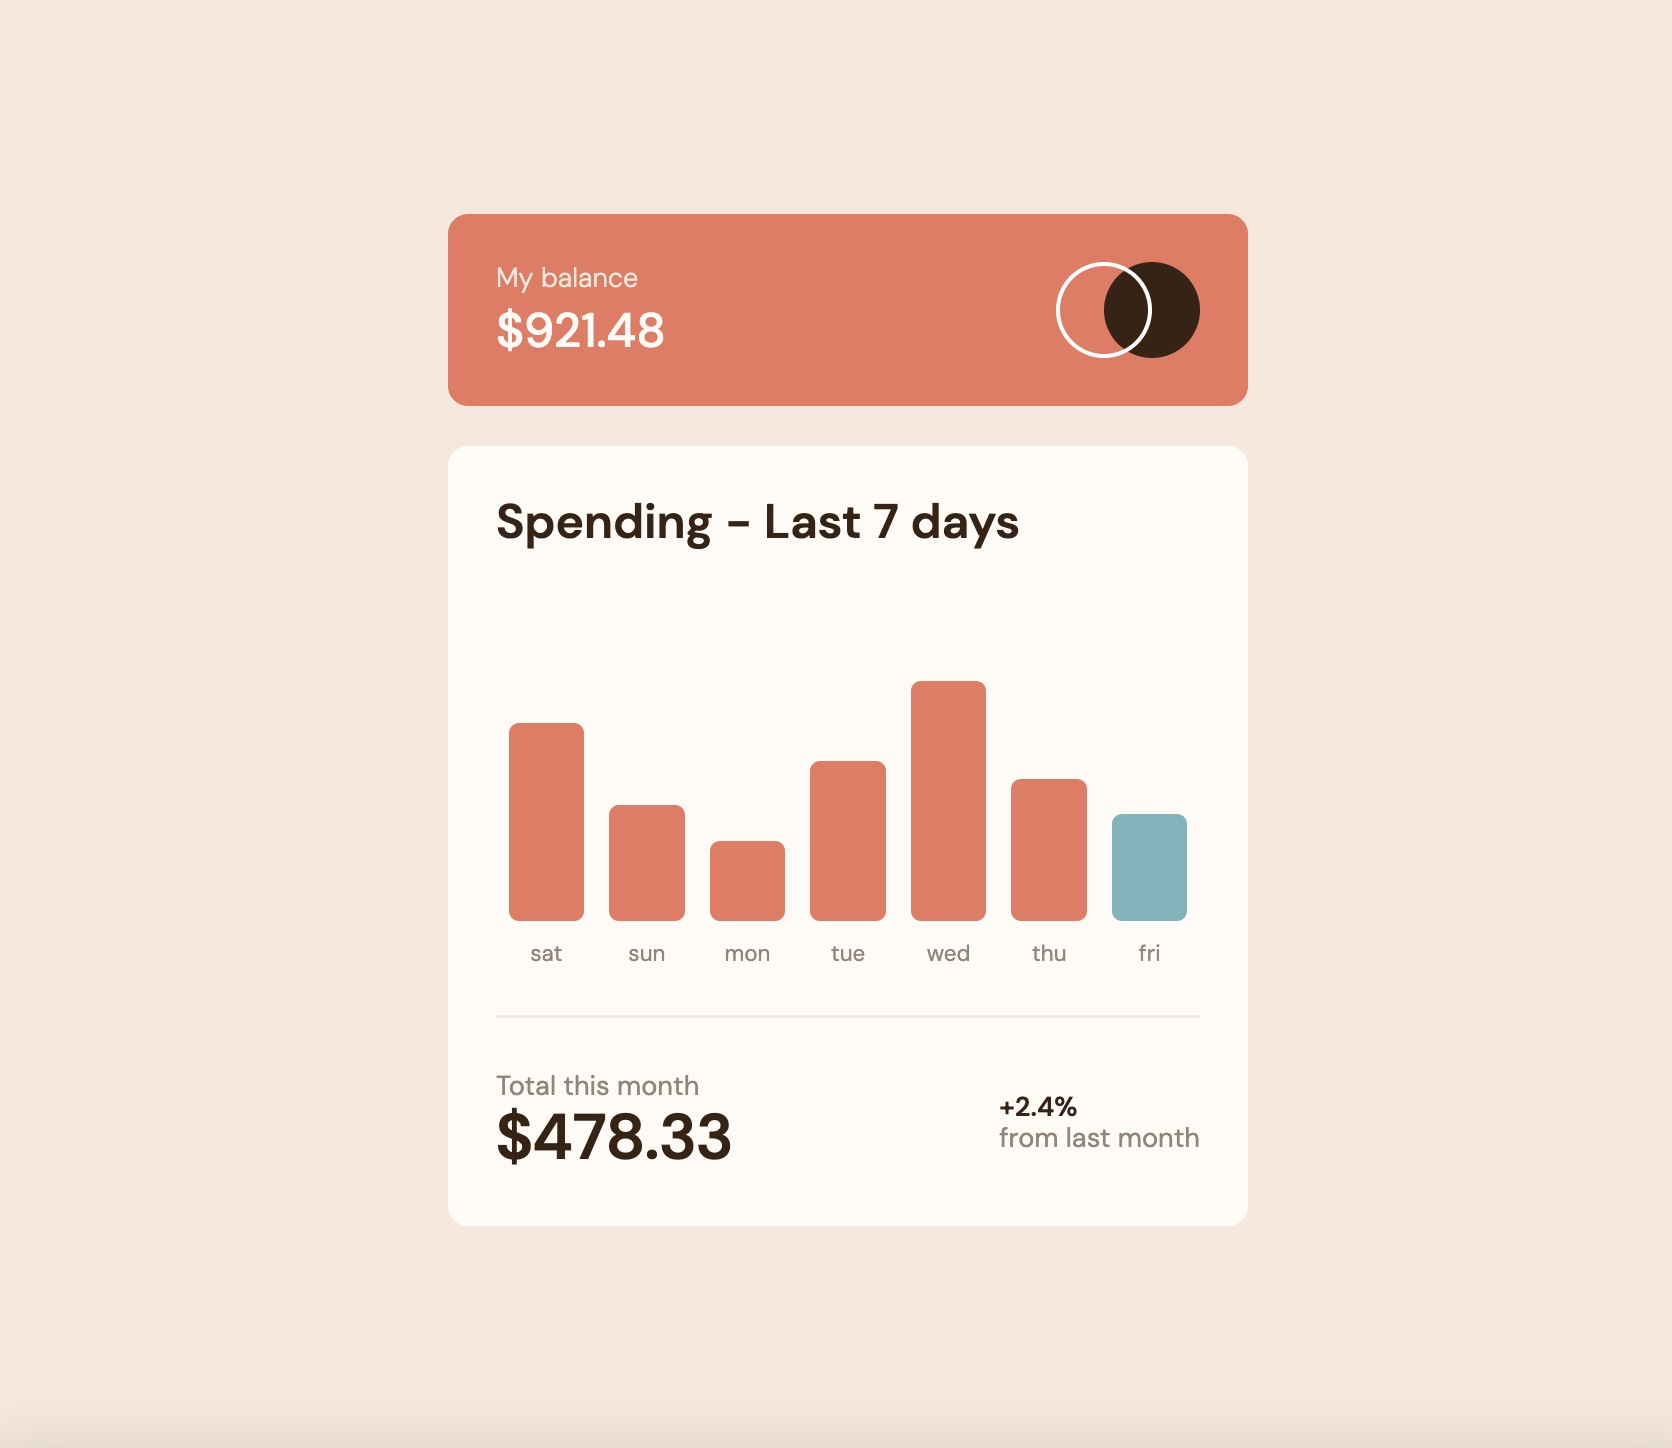 My balance
$921.48
Spending - Last 7 days
sat sun mon tue wed thu fri
Total this month
$478.33
+2.4%
from last month